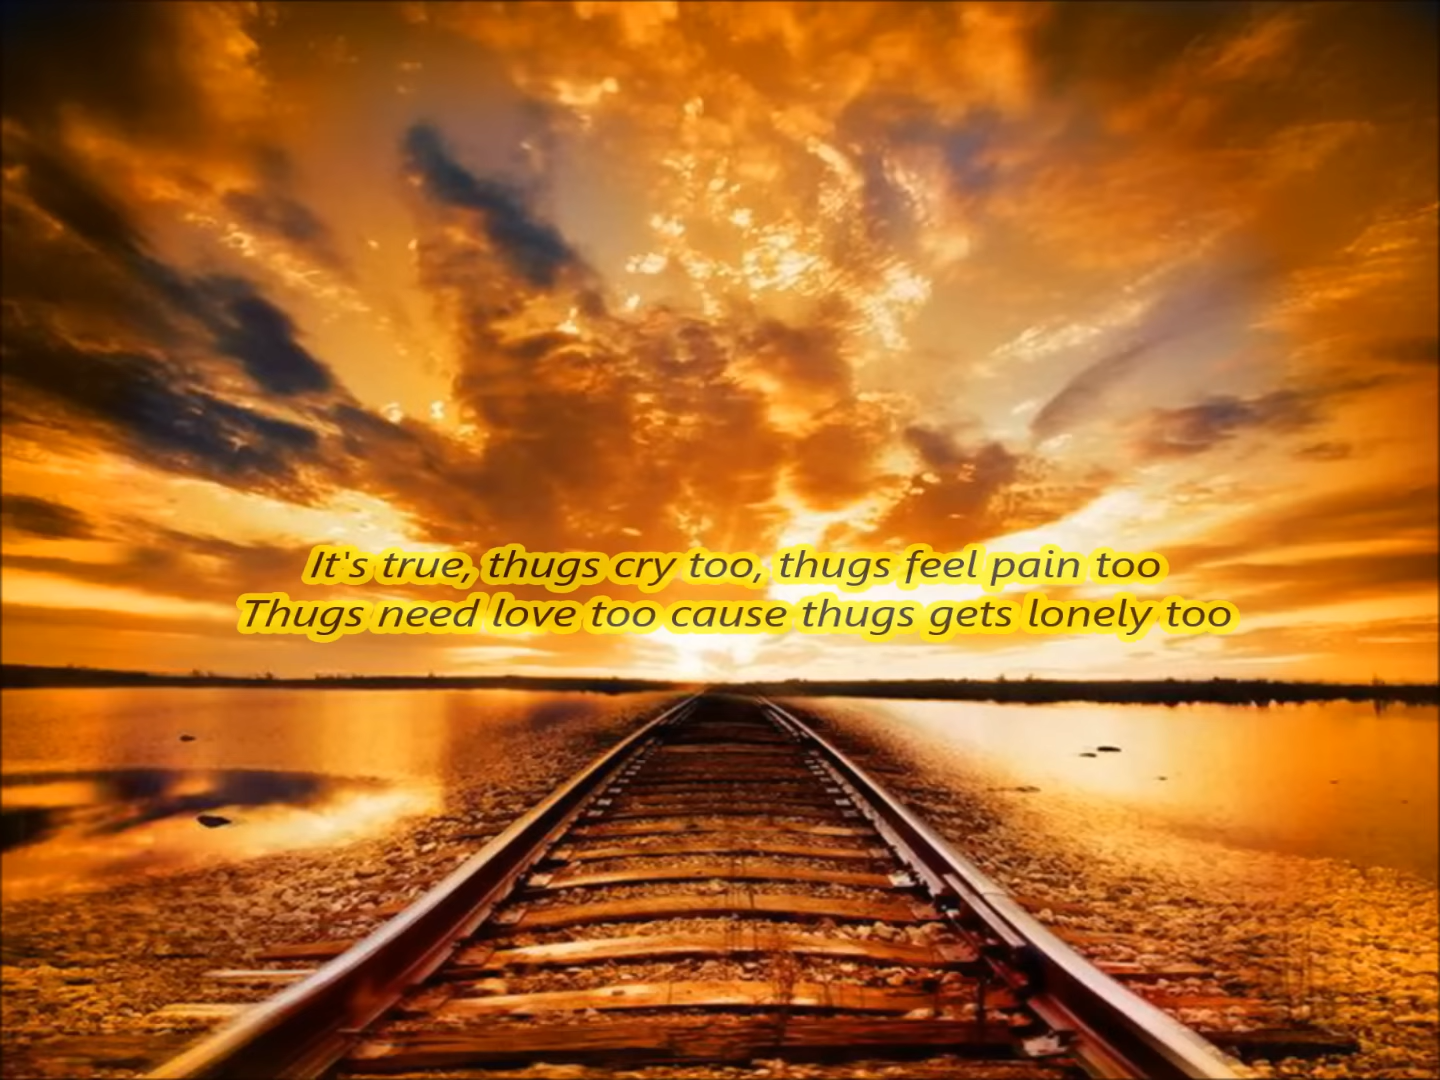 It's true, thugs cry too, thugs feel pain too
Thugs need love too cause thugs gets lonely too